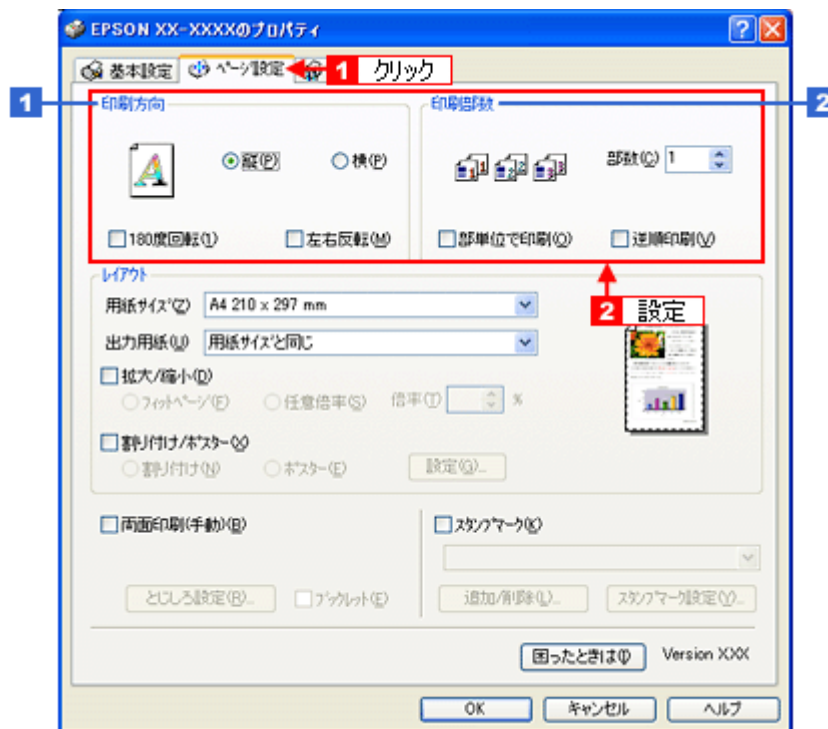 EPSON XX-XXXXのプロパティ
基本設定 ページ設定 1 クリック
1 印刷方向 印刷部数 2
縦(P) 横(P) 部数(C) 1
180度回転(1) 左右反転(M) 部単位で印刷(O) 逆順印刷(V)
レイアウト
用紙サイズ(Z) A4 210 x 297 mm
2 設定
出力用紙(U) 用紙サイズと同じ
拡大/縮小(D)
フィットページ(F) 任意倍率(S) 倍率(T) %
割り付け/ポスター(X)
割り付け(N) ポスター(E) 設定(G)...
両面印刷(手動)(B) スタンプマーク(K)
とじしろ設定(R)... ブックレット(E) 追加/削除(L)... スタンプマーク設定(Y)...
困ったときは(I) Version XXX
OK キャンセル ヘルプ